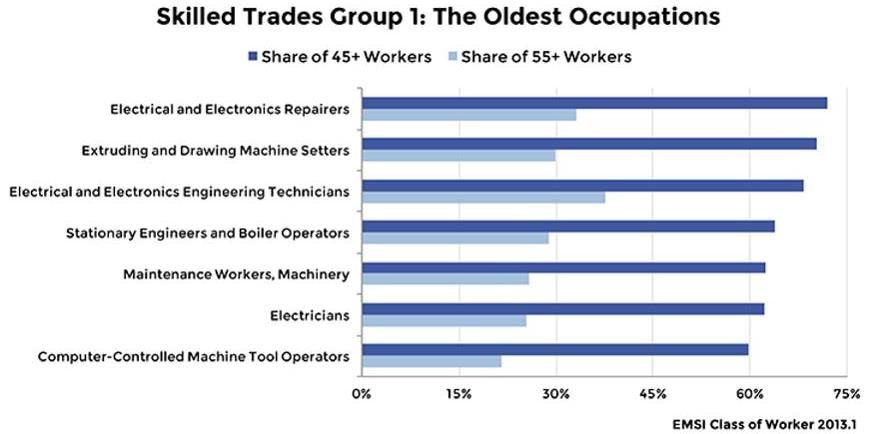 Skilled Trades Group 1: The Oldest Occupations
Share of 45+ Workers Share of 55+ Workers
Electrical and Electronics Repairers
Extruding and Drawing Machine Setters
Electrical and Electronics Engineering Technicians
Stationary Engineers and Boiler Operators
Maintenance Workers, Machinery
Electricians
Computer-Controlled Machine Tool Operators
0% 15% 30% 45% 60% 75%
EMSI Class of Worker 2013.1